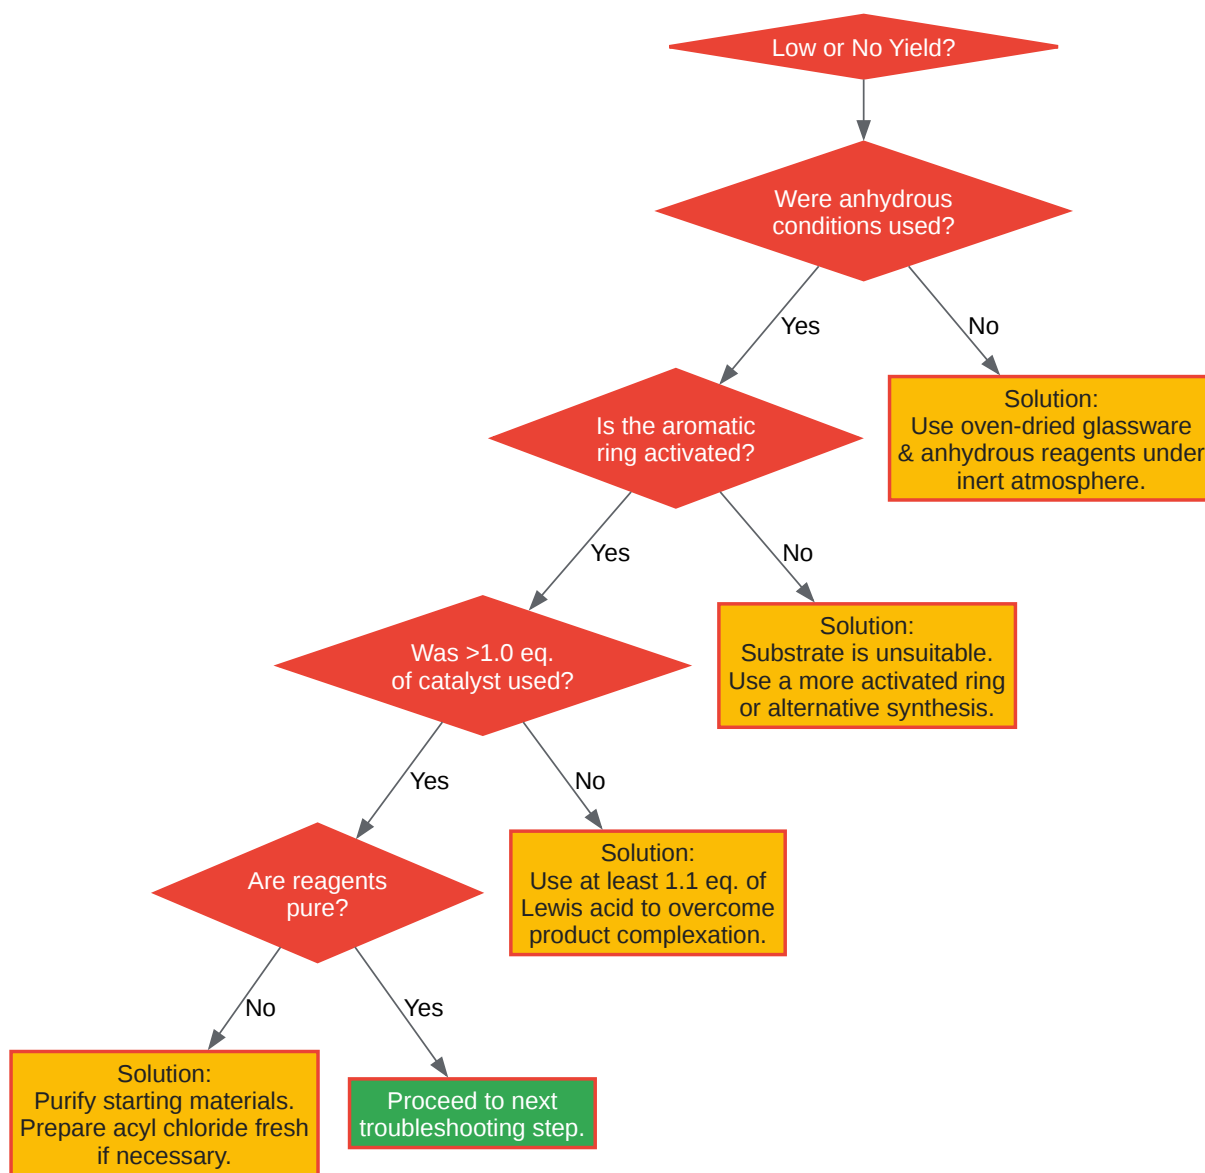 Low or No Yield?
Were anhydrous
conditions used?
Yes
No
Is the aromatic
ring activated?
Solution:
Use oven-dried glassware
& anhydrous reagents under
inert atmosphere.
Yes
No
Was >1.0 eq.
of catalyst used?
Solution:
Substrate is unsuitable.
Use a more activated ring
or alternative synthesis.
Yes
No
Are reagents
pure?
Solution:
Use at least 1.1 eq. of
Lewis acid to overcome
product complexation.
No
Yes
Solution:
Purify starting materials.
Prepare acyl chloride fresh
if necessary.
Proceed to next
troubleshooting step.